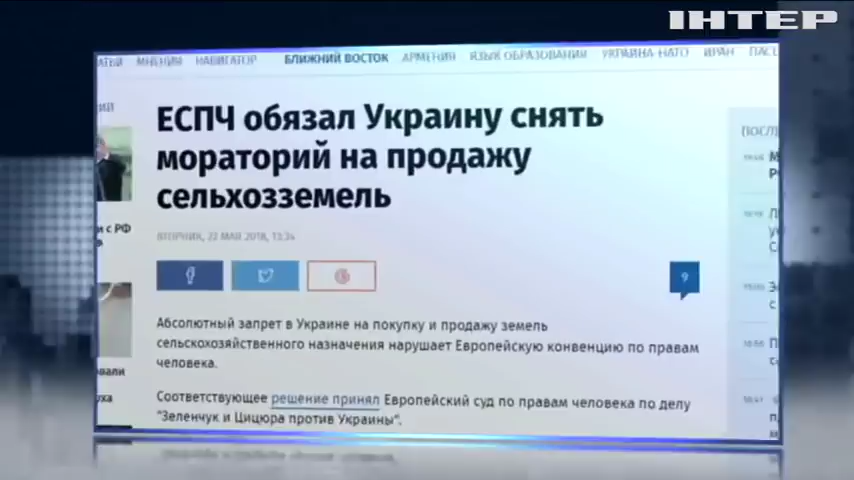 ІНТЕР
МНЕНИЯ НАВИГАТОР БЛИЖНИЙ ВОСТОК АРМЕНИЯ ЯЗЫК ОБРАЗОВАНИЯ УКРАИНА-НАТО ИРАН
ЕСПЧ обязал Украину снять
мораторий на продажу
сельхозземель
ВТОРНИК, 22 МАЯ 2018, 13:34
9
Абсолютный запрет в Украине на покупку и продажу земель
сельскохозяйственного назначения нарушает Европейскую конвенцию по правам
человека.
Соответствующее решение принял Европейский суд по правам человека по делу
"Зеленчук и Цицюра против Украины".
и с РФ